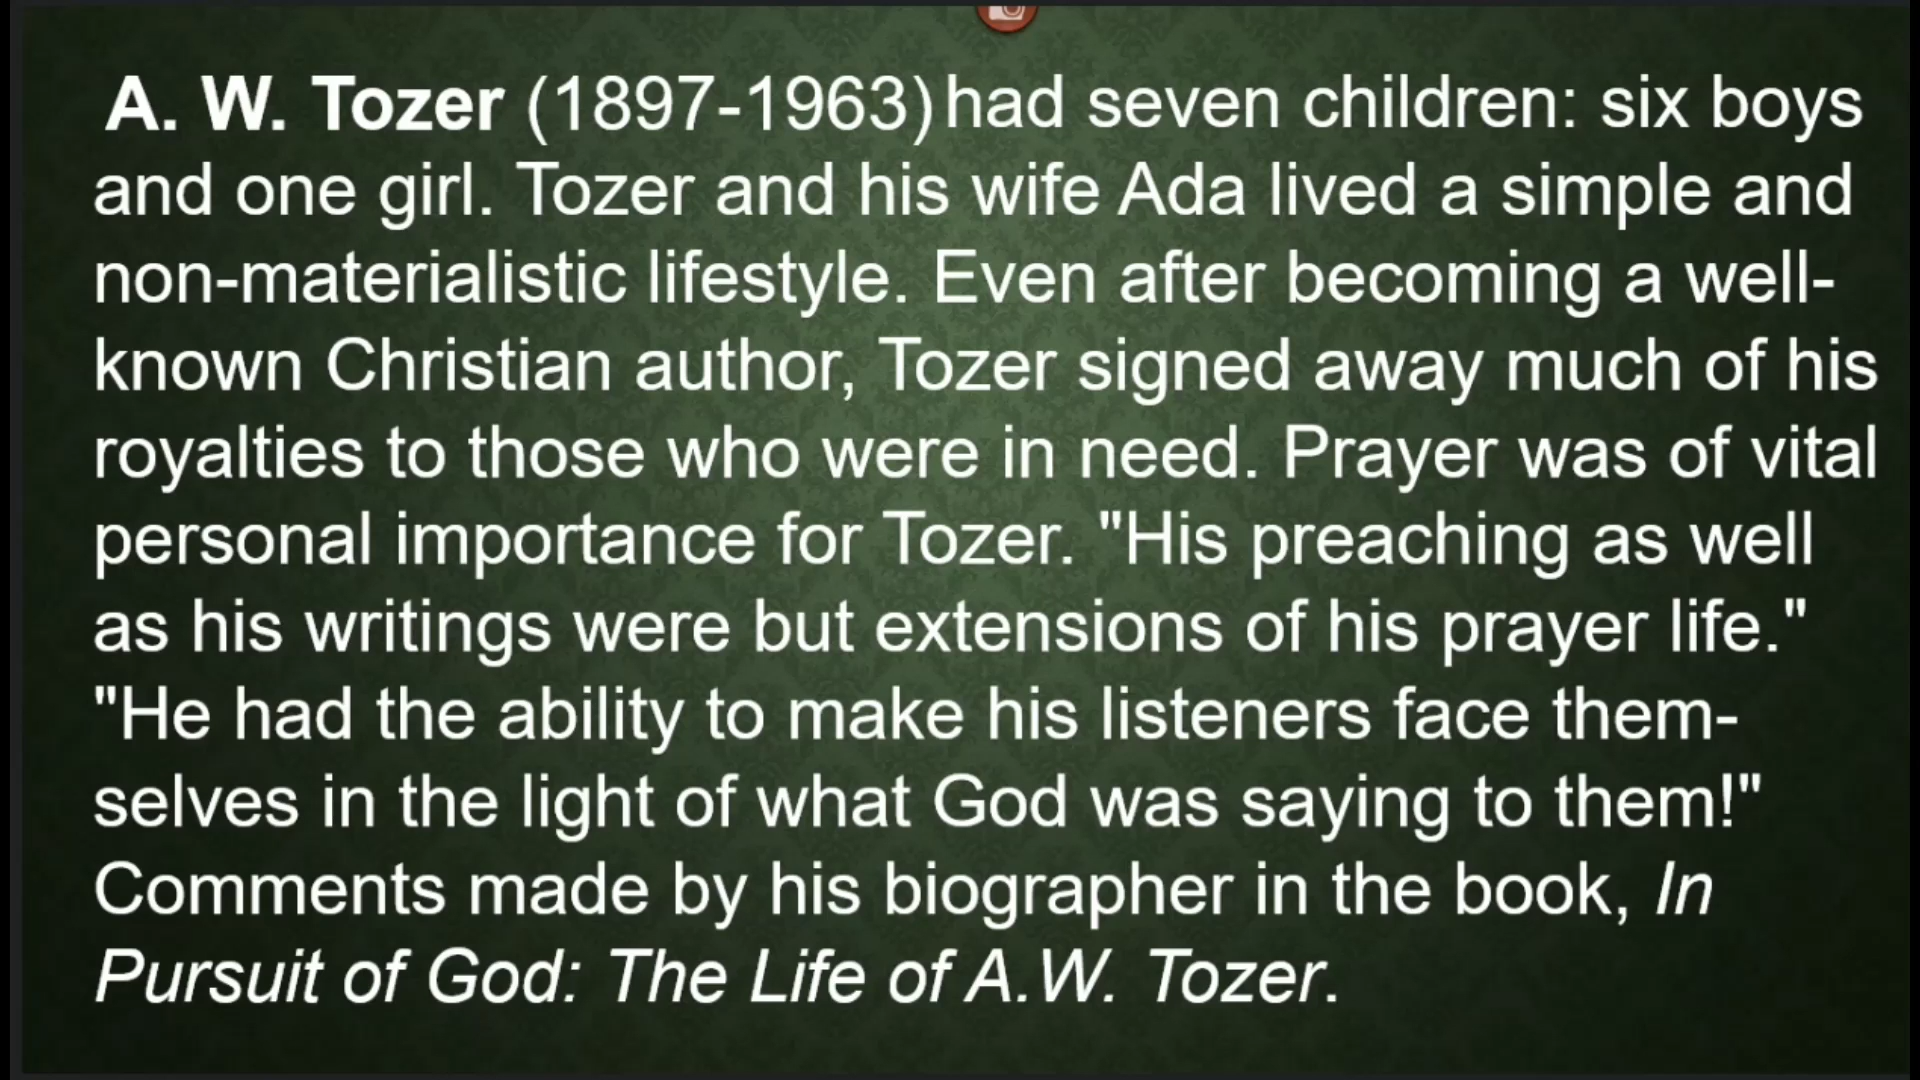 A. W. Tozer (1897-1963) had seven children: six boys
and one girl. Tozer and his wife Ada lived a simple and
non-materialistic lifestyle. Even after becoming a well-
known Christian author, Tozer signed away much of his
royalties to those who were in need. Prayer was of vital
personal importance for Tozer. "His preaching as well
as his writings were but extensions of his prayer life."
"He had the ability to make his listeners face them-
selves in the light of what God was saying to them!"
Comments made by his biographer in the book, In
Pursuit of God: The Life of A.W. Tozer.